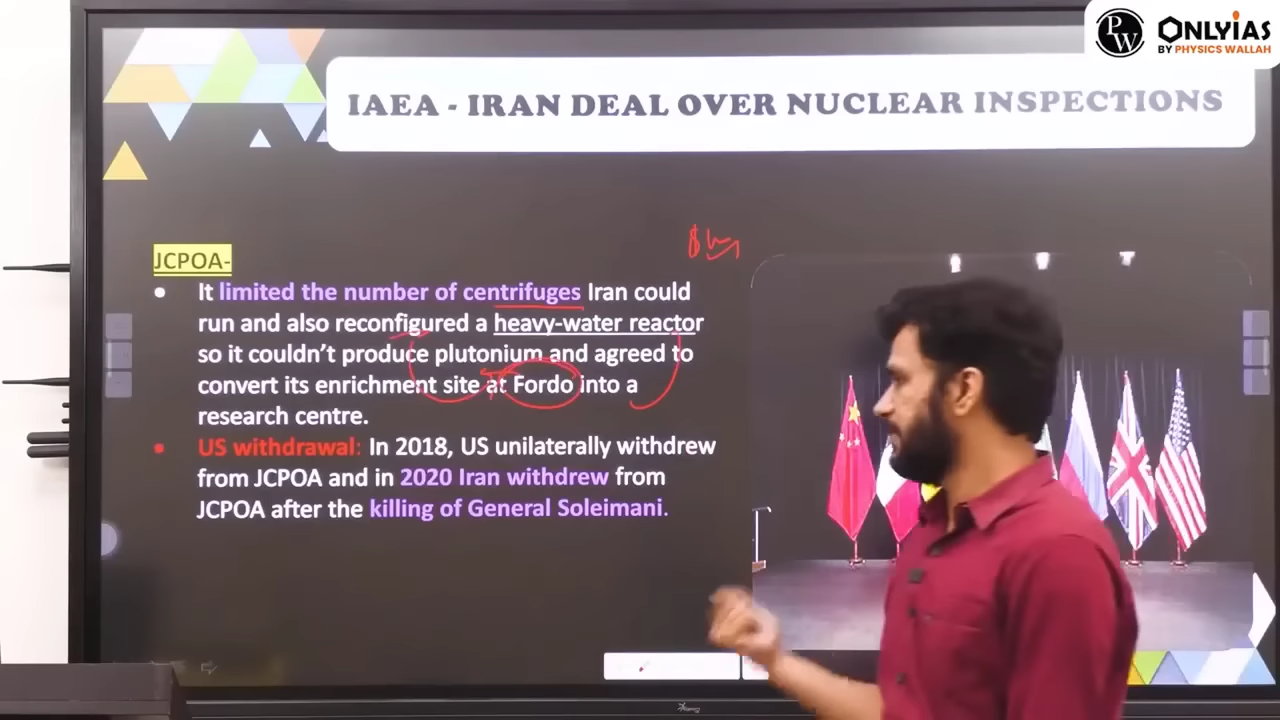 PW
ONLYIAS
BY PHYSICS WALLAH
IAEA - IRAN DEAL OVER NUCLEAR INSPECTIONS
JCPOA-
• It limited the number of centrifuges Iran could
run and also reconfigured a heavy-water reactor
so it couldn't produce plutonium and agreed to
convert its enrichment site at Fordo into a
research centre.
• US withdrawal: In 2018, US unilaterally withdrew
from JCPOA and in 2020 Iran withdrew from
JCPOA after the killing of General Soleimani.